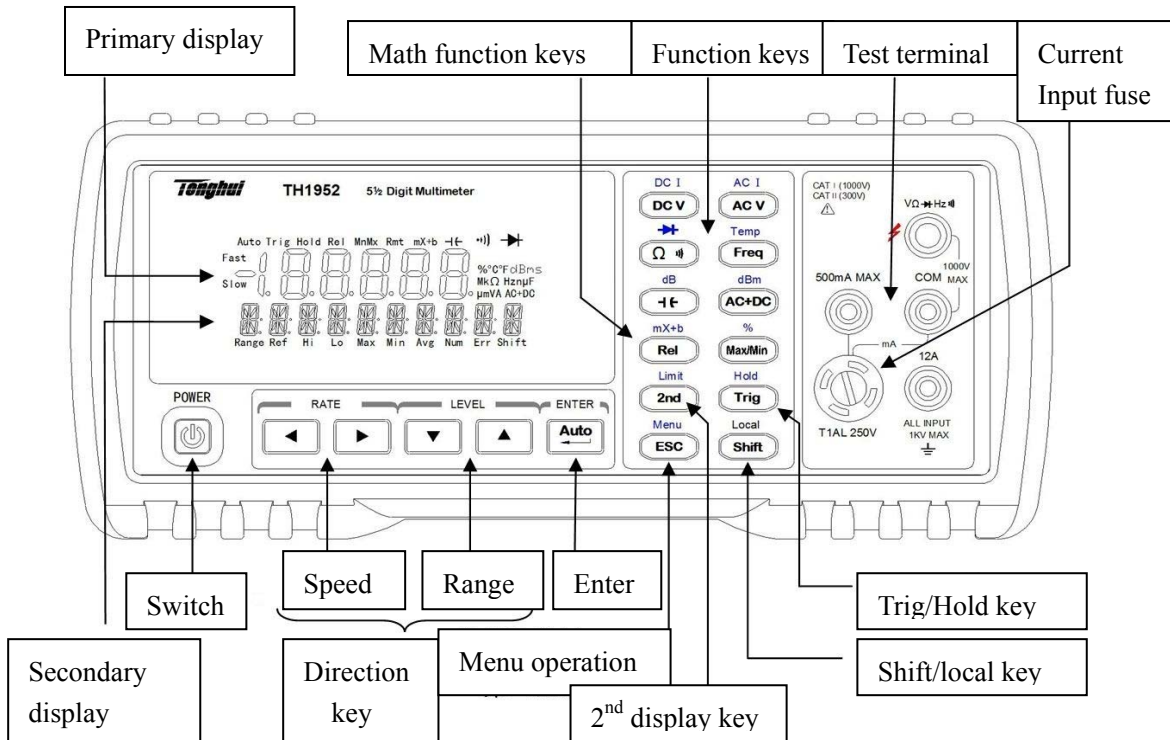 Primary display
Math function keys
Function keys
Test terminal
Current
Input fuse
Tonghui
TH1952
5½ Digit Multimeter
Auto Trig Hold Rel MnMx Rmt mX+b
Fast
Slow
%°C°FdBms
MkΩ HznµF
µmVA AC+DC
Range Ref Hi Lo Max Min Avg Num Err Shift
POWER
RATE
LEVEL
ENTER
Auto
DC I
AC I
DC V
AC V
Temp
Ω
Freq
dB
dBm
AC+DC
mX+b
%
Rel
Max/Min
Limit
Hold
2nd
Trig
Menu
Local
ESC
Shift
CAT I (1000V)
CAT II (300V)
VΩ Hz
1000V
MAX
500mA MAX
COM
mA
12A
T1AL 250V
ALL INPUT
1KV MAX
Switch
Speed
Range
Enter
Trig/Hold key
Secondary
display
Direction
key
Menu operation
2nd display key
Shift/local key